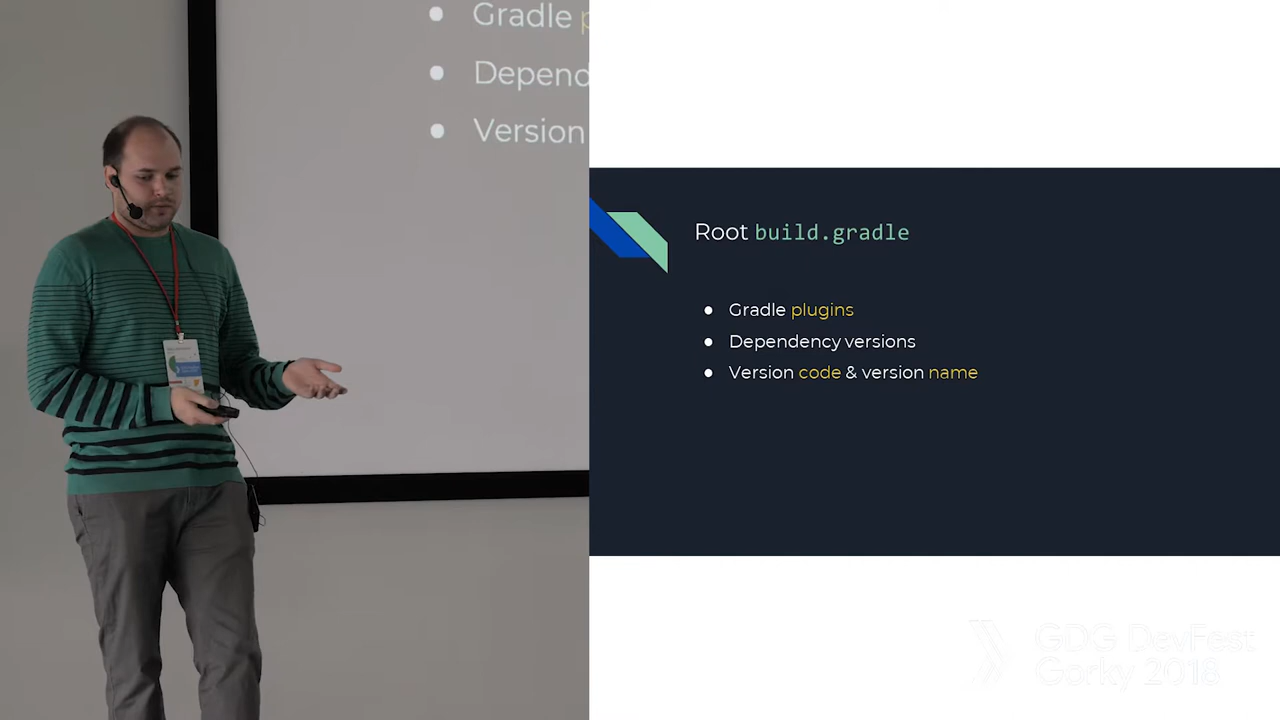 Gradle
Depend
Version
Root build.gradle
● Gradle plugins
● Dependency versions
● Version code & version name
GDG DevFest
Gorky 2018